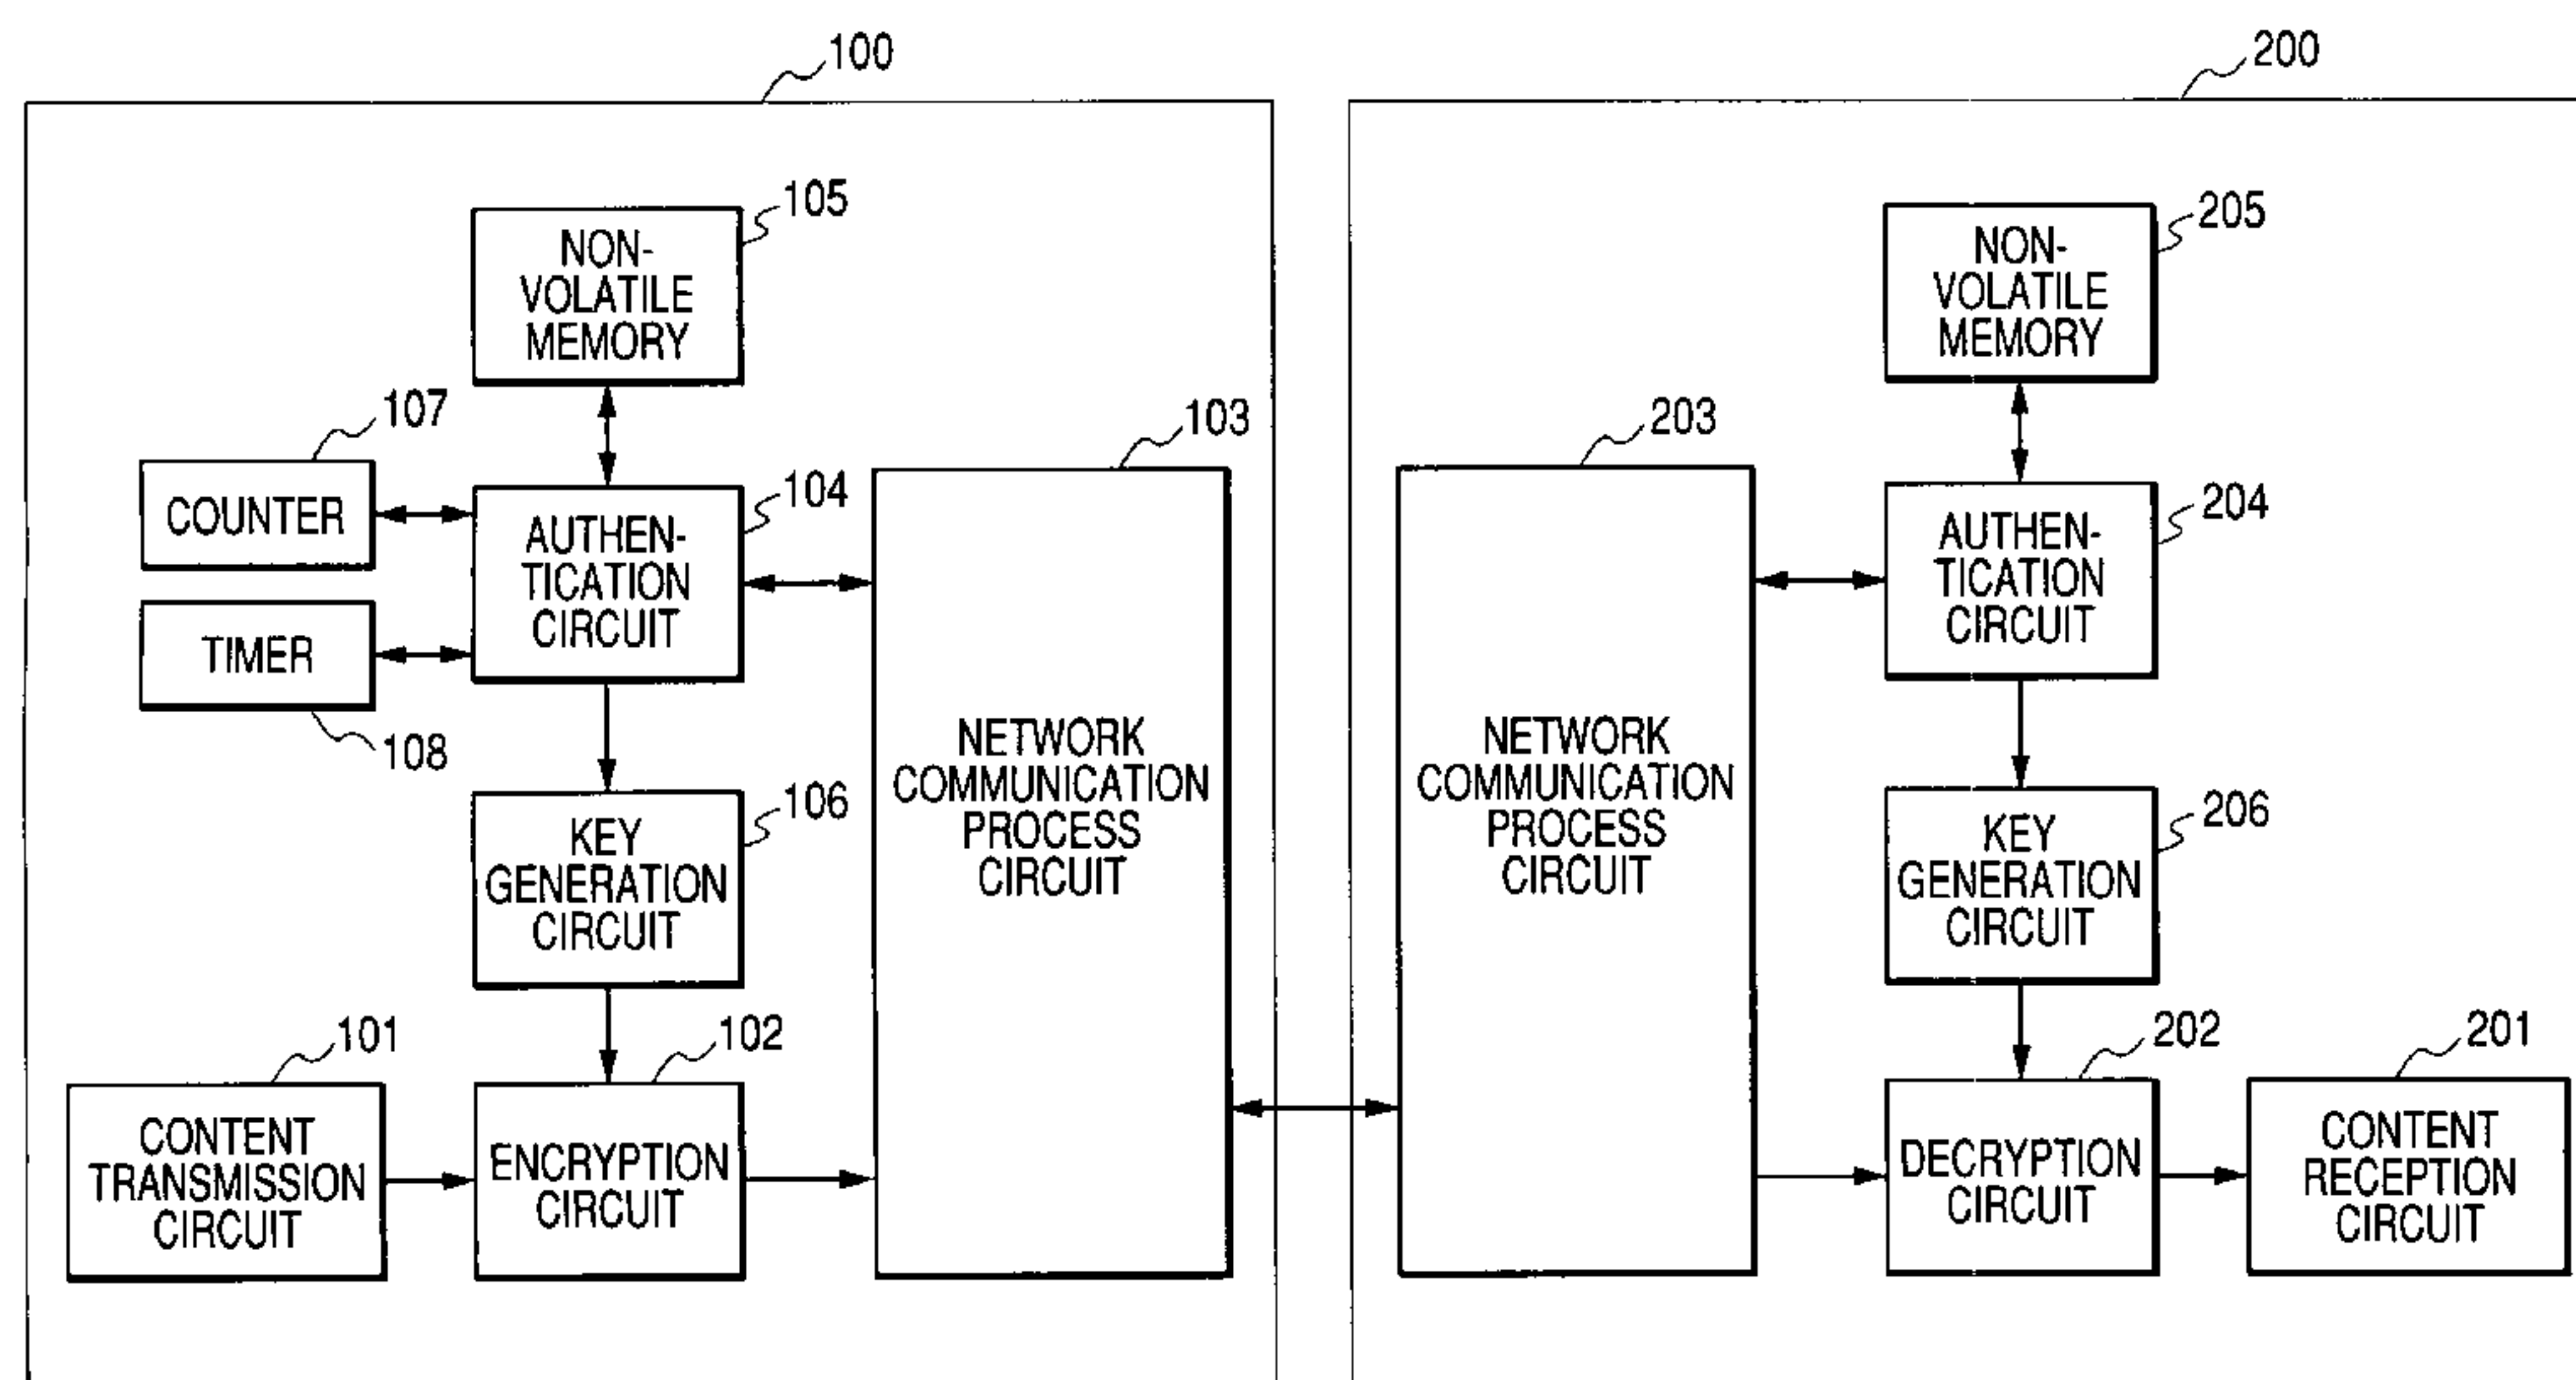 100
200
105
NON-
VOLATILE
MEMORY
205
NON-
VOLATILE
MEMORY
107
COUNTER
104
AUTHEN-
TICATION
CIRCUIT
103
NETWORK
COMMUNICATION
PROCESS
CIRCUIT
203
NETWORK
COMMUNICATION
PROCESS
CIRCUIT
204
AUTHEN-
TICATION
CIRCUIT
TIMER
108
106
KEY
GENERATION
CIRCUIT
206
KEY
GENERATION
CIRCUIT
101
CONTENT
TRANSMISSION
CIRCUIT
102
ENCRYPTION
CIRCUIT
202
DECRYPTION
CIRCUIT
201
CONTENT
RECEPTION
CIRCUIT